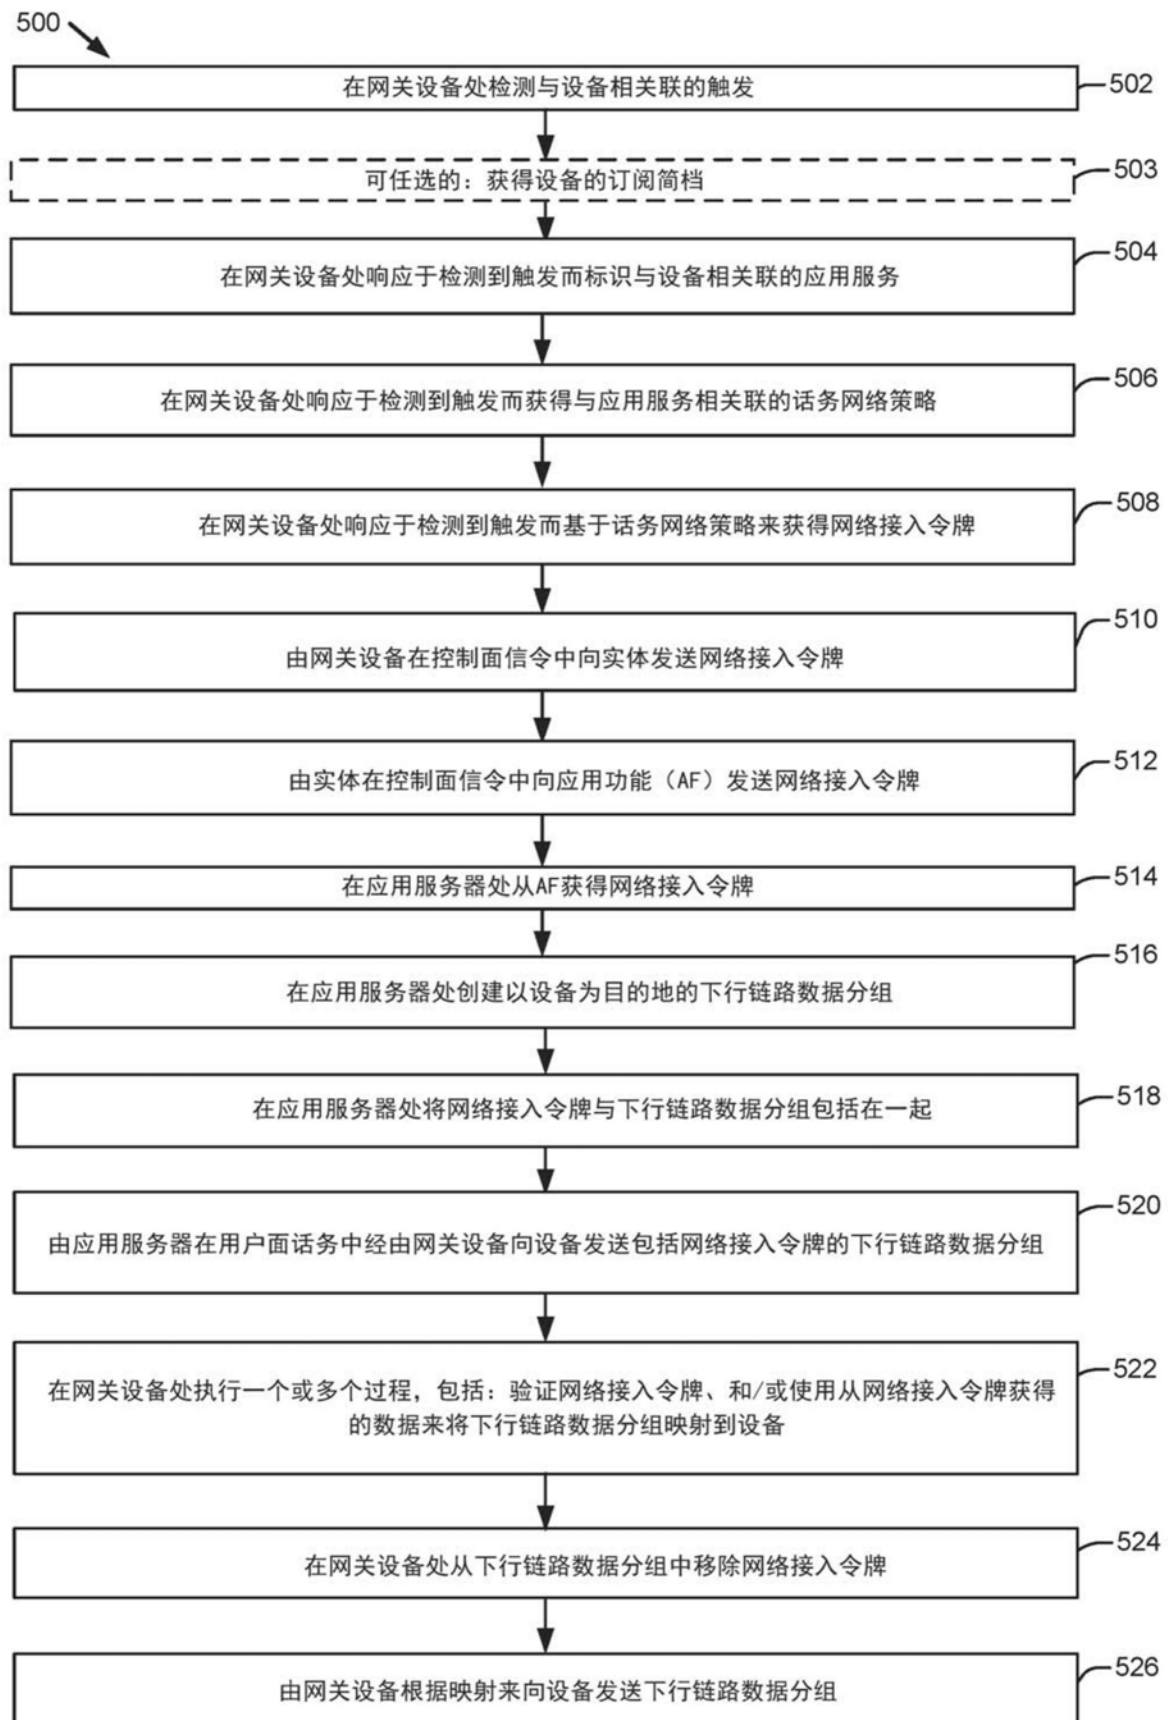 500
在网关设备处检测与设备相关联的触发
502
可任选的：获得设备的订阅简档
503
在网关设备处响应于检测到触发而标识与设备相关联的应用服务
504
在网关设备处响应于检测到触发而获得与应用服务相关联的话务网络策略
506
在网关设备处响应于检测到触发而基于话务网络策略来获得网络接入令牌
508
由网关设备在控制面信令中向实体发送网络接入令牌
510
由实体在控制面信令中向应用功能（AF）发送网络接入令牌
512
在应用服务器处从AF获得网络接入令牌
514
在应用服务器处创建以设备为目的地的下行链路数据分组
516
在应用服务器处将网络接入令牌与下行链路数据分组包括在一起
518
由应用服务器在用户面话务中经由网关设备向设备发送包括网络接入令牌的下行链路数据分组
520
在网关设备处执行一个或多个过程，包括：验证网络接入令牌、和/或使用从网络接入令牌获得
的数据来将下行链路数据分组映射到设备
522
在网关设备处从下行链路数据分组中移除网络接入令牌
524
由网关设备根据映射来向设备发送下行链路数据分组
526